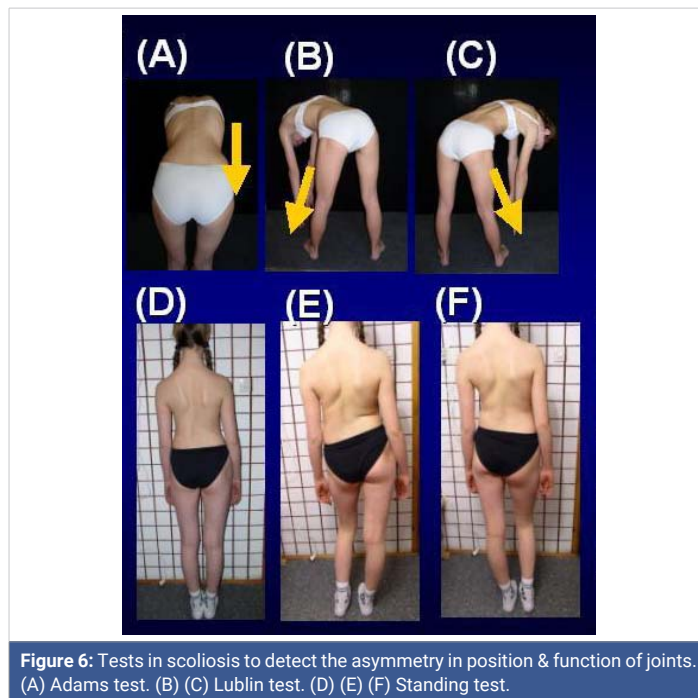 (A)
(B)
(C)
(D)
(E)
(F)
Figure 6: Tests in scoliosis to detect the asymmetry in position & function of joints.
(A) Adams test. (B) (C) Lublin test. (D) (E) (F) Standing test.